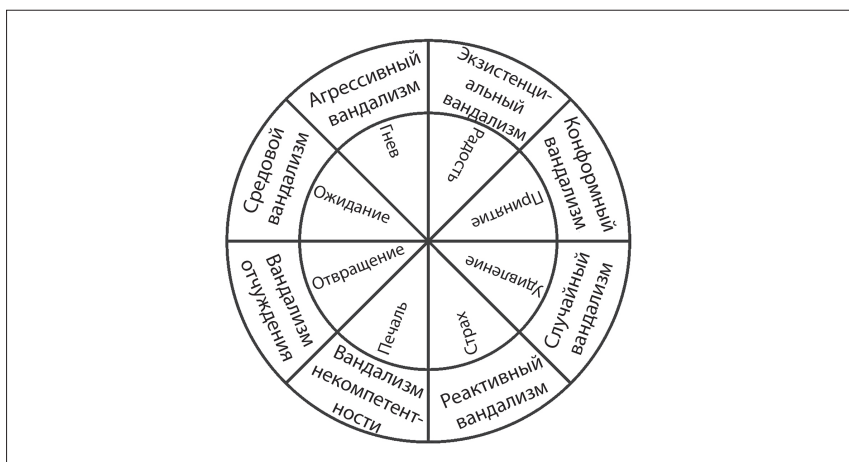 Агрессивный
вандализм
Экзистенци-
альный
вандализм
Конформный
вандализм
Случайный
вандализм
Реактивный
вандализм
Вандализм
некомпетент-
ности
Вандализм
отчуждения
Средовой
вандализм
Гнев
Радость
Принятие
Удивление
Страх
Печаль
Отвращение
Ожидание